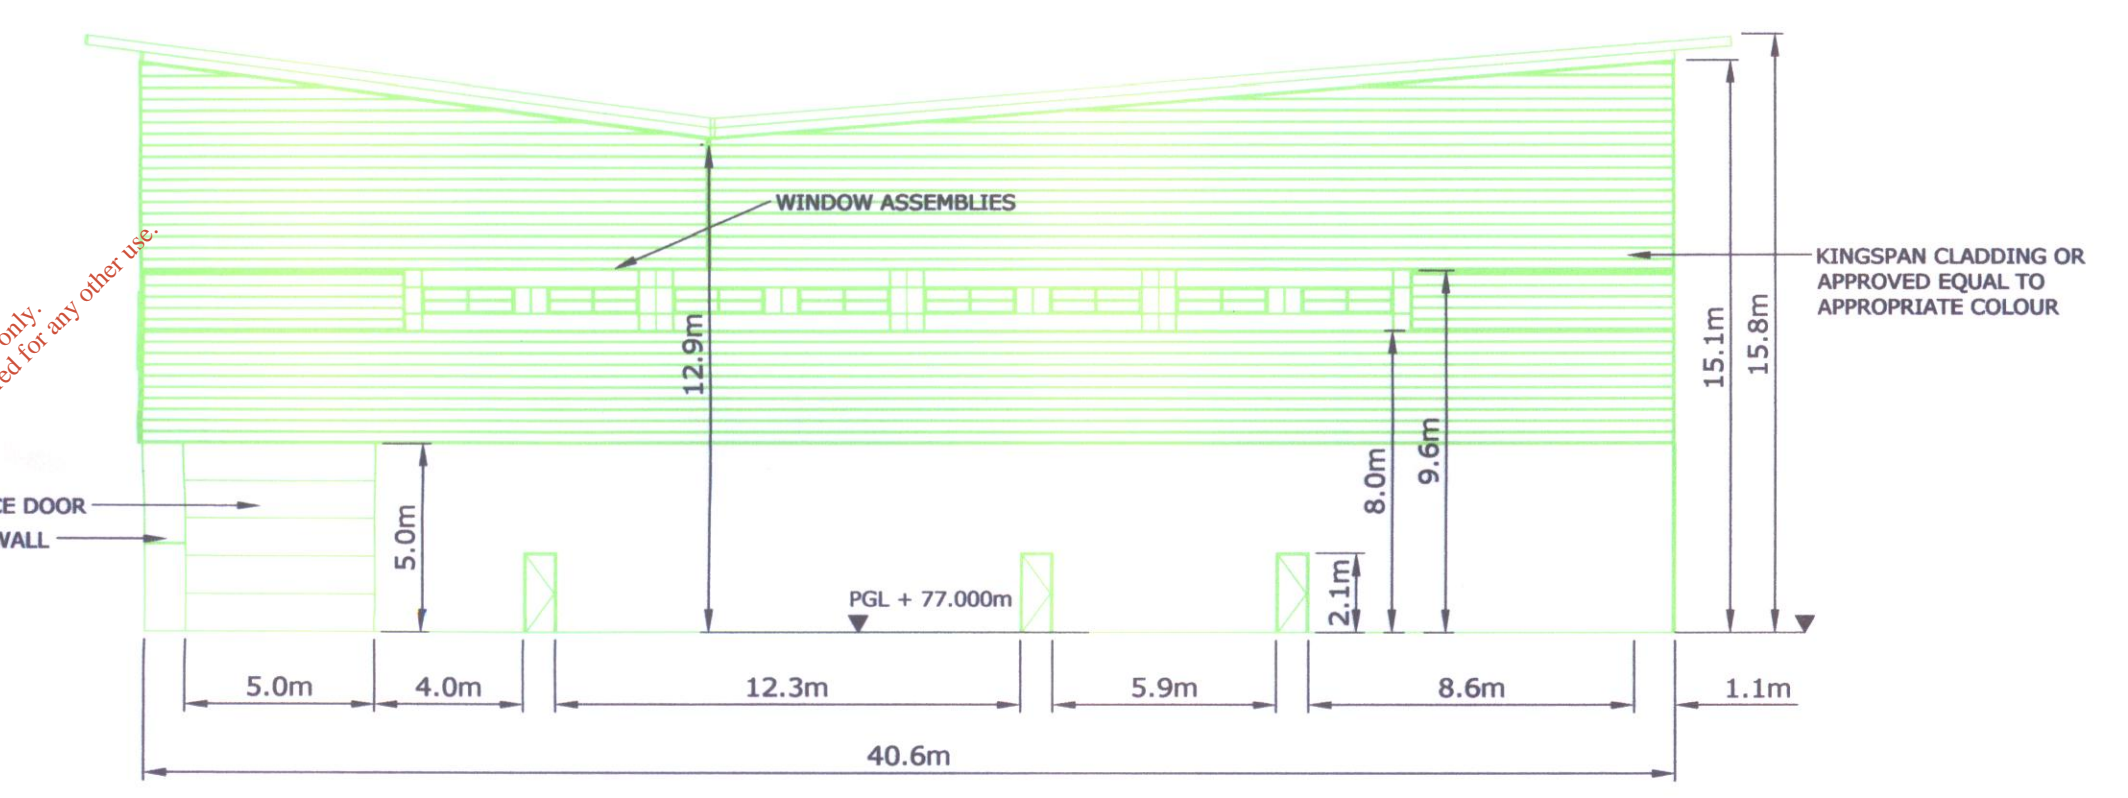 WINDOW ASSEMBLIES
KINGSPAN CLADDING OR
APPROVED EQUAL TO
APPROPRIATE COLOUR
only.
ed for any other use.
12.9m
15.1m
15.8m
9.6m
8.0m
CE DOOR
WALL
5.0m
2.1m
PGL + 77.000m
5.0m
4.0m
12.3m
5.9m
8.6m
1.1m
40.6m